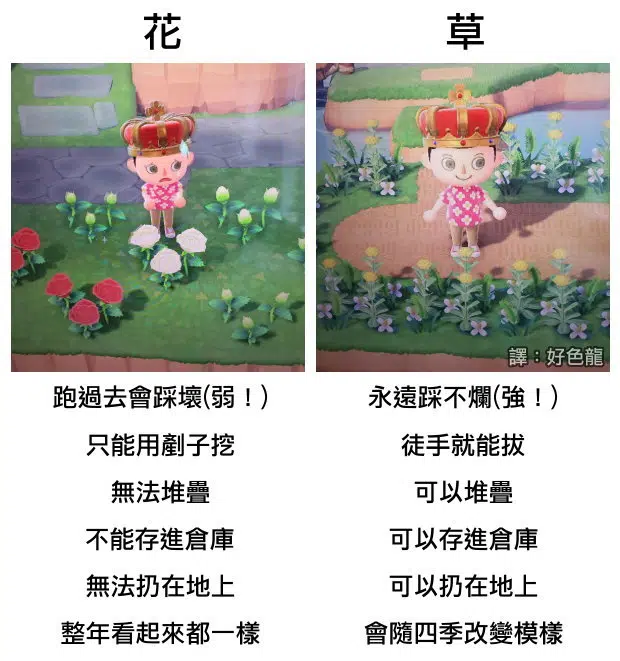 花
草
譯：好色龍
跑過去會踩壞(弱！)
永遠踩不爛(強！)
只能用剷子挖
徒手就能拔
無法堆疊
可以堆疊
不能存進倉庫
可以存進倉庫
無法扔在地上
可以扔在地上
整年看起來都一樣
會隨四季改變模樣